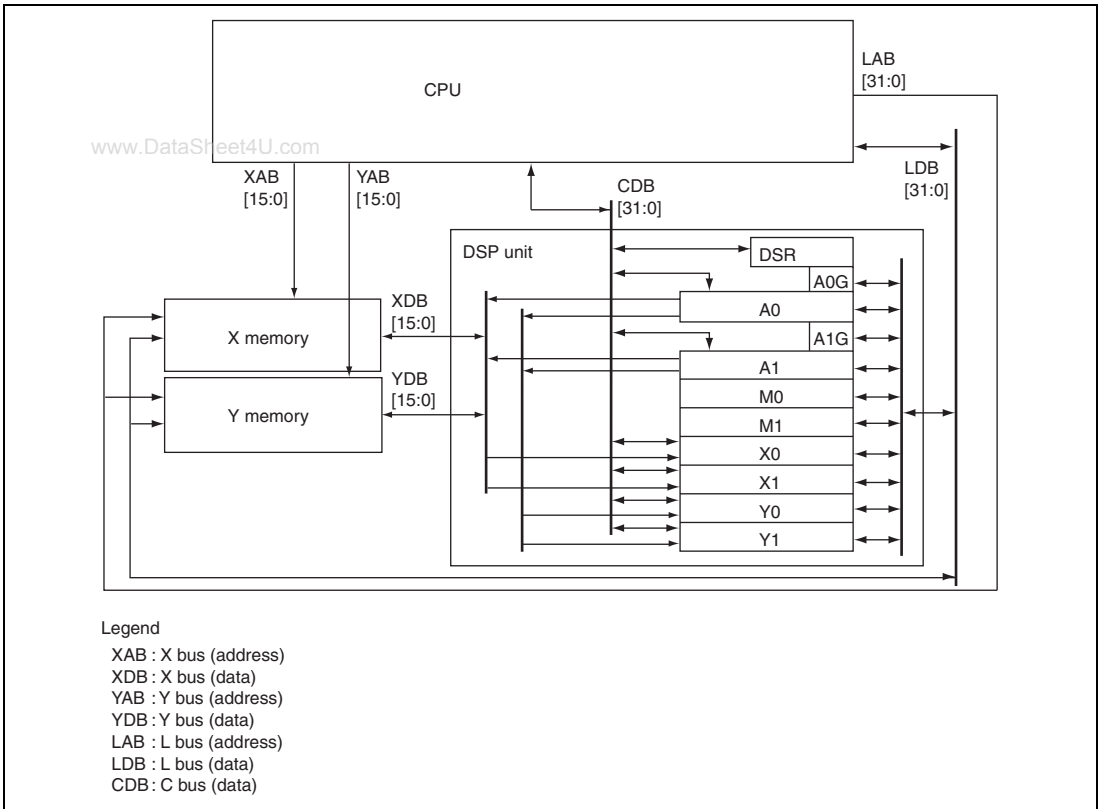 LAB
[31:0]
CPU
www.DataSheet4U.com
XAB
[15:0]
YAB
[15:0]
CDB
[31:0]
LDB
[31:0]
DSP unit
DSR
A0G
XDB
[15:0]
A0
X memory
A1G
A1
YDB
[15:0]
M0
Y memory
M1
X0
X1
Y0
Y1
Legend
XAB : X bus (address)
XDB : X bus (data)
YAB : Y bus (address)
YDB : Y bus (data)
LAB : L bus (address)
LDB : L bus (data)
CDB : C bus (data)